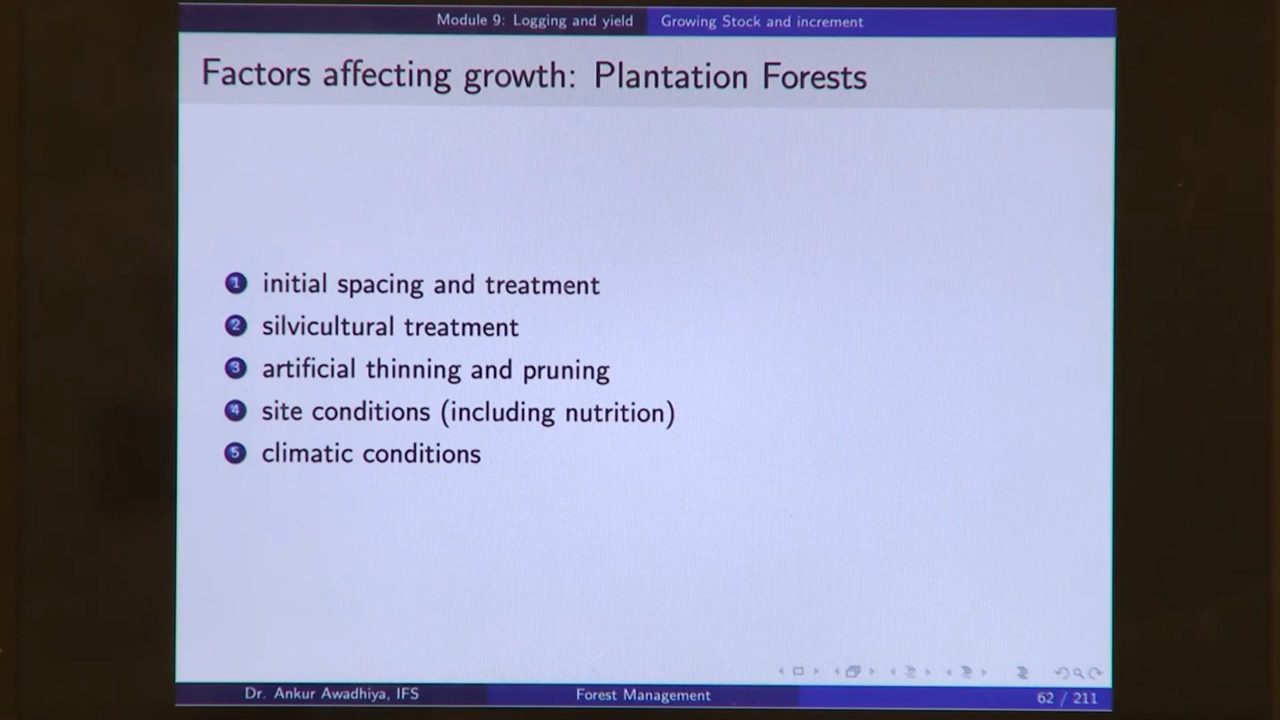 Module 9: Logging and yield Growing Stock and increment
Factors affecting growth: Plantation Forests
1 initial spacing and treatment
2 silvicultural treatment
3 artificial thinning and pruning
4 site conditions (including nutrition)
5 climatic conditions
Dr. Ankur Awadhiya, IFS Forest Management 62 / 211